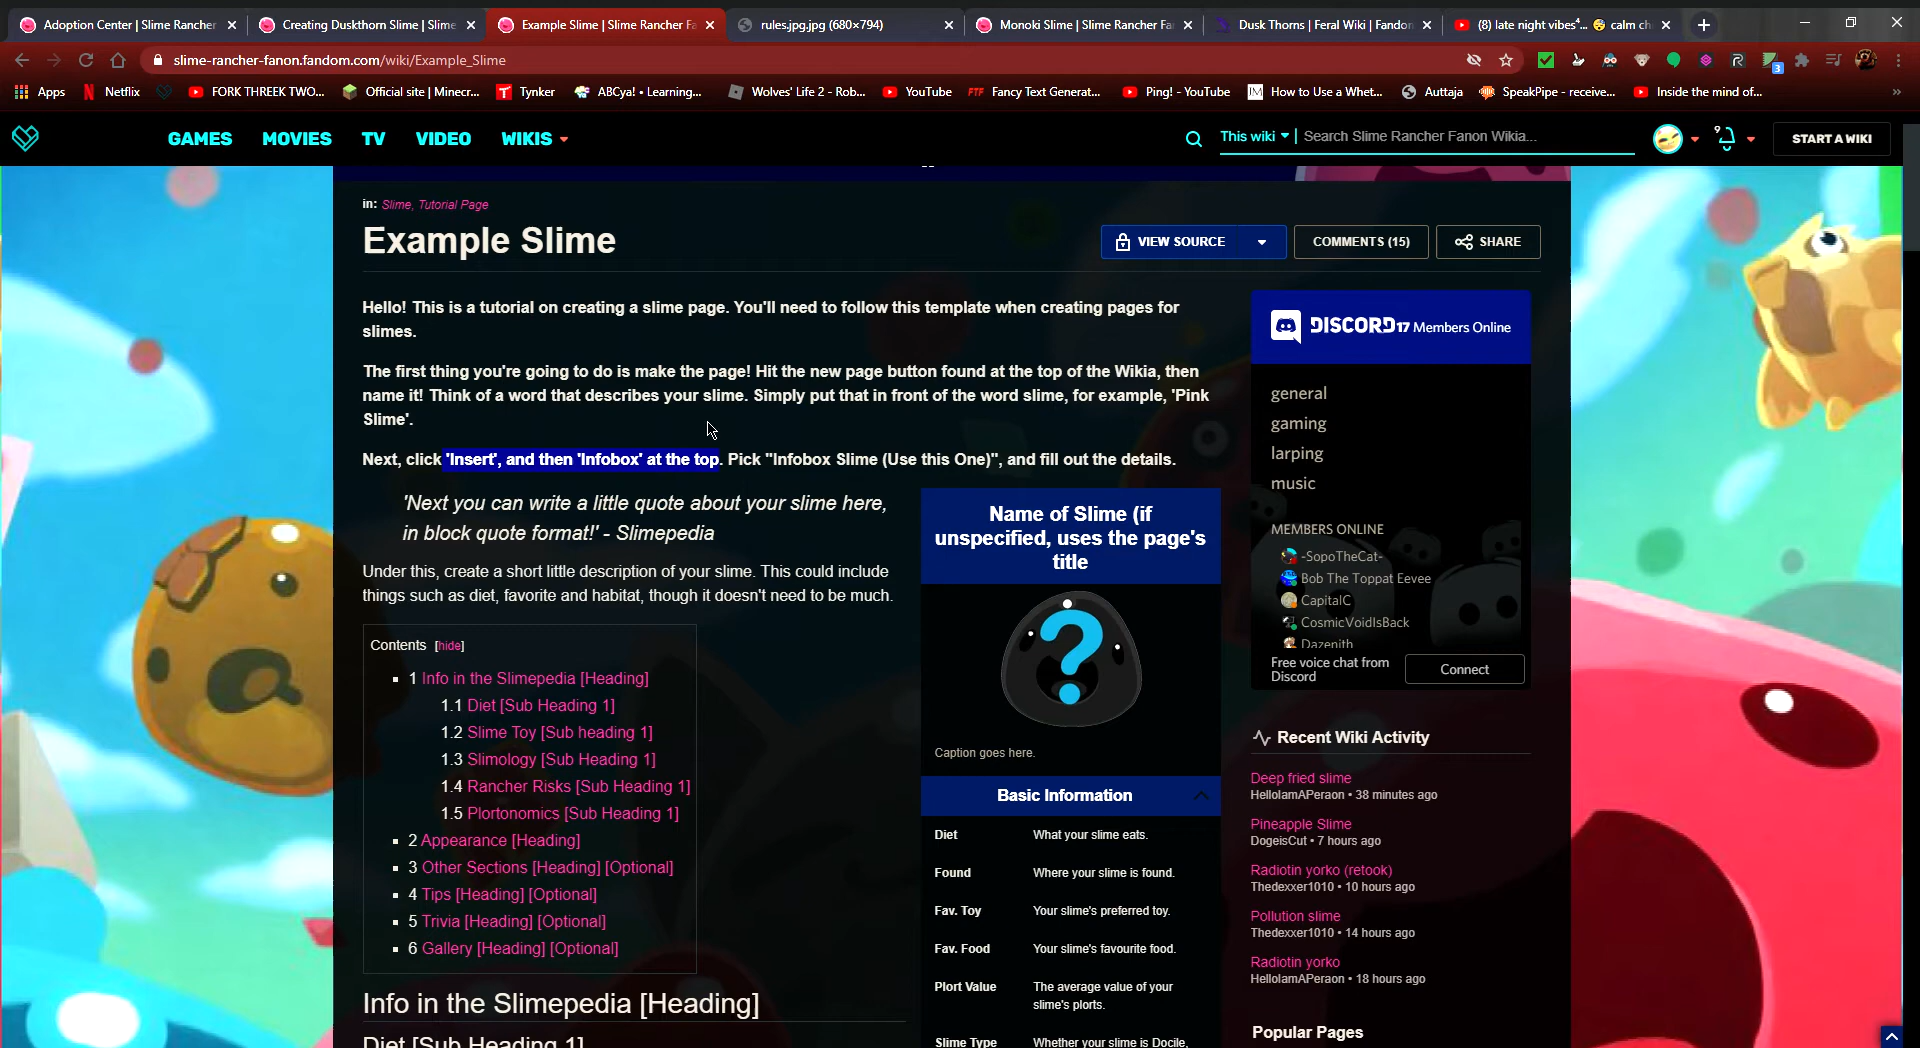 Adoption Center | Slime Rancher
Creating Duskthorn Slime | Slime
Example Slime | Slime Rancher Fa
rules.jpg.jpg (680×794)
Monoki Slime | Slime Rancher Fa
Dusk Thorns | Feral Wiki | Fandon
(8) late night vibes⁴... 😴 calm ch
slime-rancher-fanon.fandom.com/wiki/Example_Slime
3
Apps
Netflix
FORK THREEK TWO...
Official site | Minecr...
Tynker
ABCya! • Learning...
Wolves' Life 2 - Rob...
YouTube
FTF
Fancy Text Generat...
Ping! - YouTube
How to Use a Whet...
Auttaja
SpeakPipe - receive...
Inside the mind of...
GAMES
MOVIES
TV
VIDEO
WIKIS
This wiki
Search Slime Rancher Fanon Wikia...
9
START A WIKI
in: Slime, Tutorial Page
Example Slime
VIEW SOURCE
COMMENTS (15)
SHARE
Hello! This is a tutorial on creating a slime page. You'll need to follow this template when creating pages for
slimes.
The first thing you're going to do is make the page! Hit the new page button found at the top of the Wikia, then
name it! Think of a word that describes your slime. Simply put that in front of the word slime, for example, 'Pink
Slime'.
Next, click 'Insert', and then 'Infobox' at the top. Pick "Infobox Slime (Use this One)", and fill out the details.
'Next you can write a little quote about your slime here,
in block quote format!' - Slimepedia
Under this, create a short little description of your slime. This could include
things such as diet, favorite and habitat, though it doesn't need to be much.
Contents [hide]
1 Info in the Slimepedia [Heading]
1.1 Diet [Sub Heading 1]
1.2 Slime Toy [Sub heading 1]
1.3 Slimology [Sub Heading 1]
1.4 Rancher Risks [Sub Heading 1]
1.5 Plortonomics [Sub Heading 1]
2 Appearance [Heading]
3 Other Sections [Heading] [Optional]
4 Tips [Heading] [Optional]
5 Trivia [Heading] [Optional]
6 Gallery [Heading] [Optional]
Info in the Slimepedia [Heading]
Diet [Sub Heading 1]
Name of Slime (if
unspecified, uses the page's
title
?
Caption goes here.
Basic Information
Diet What your slime eats.
Found Where your slime is found.
Fav. Toy Your slime's preferred toy.
Fav. Food Your slime's favourite food.
Plort Value The average value of your
slime's plorts.
Slime Type Whether your slime is Docile,
DISCORD 17 Members Online
general
gaming
larping
music
MEMBERS ONLINE
-SopoTheCat-
Bob The Toppat Eevee
CapitalC
CosmicVoidIsBack
Dazenith
Free voice chat from
Discord
Connect
Recent Wiki Activity
Deep fried slime
HelloIamAPeraon • 38 minutes ago
Pineapple Slime
DogeisCut • 7 hours ago
Radiotin yorko (retook)
Thedexxer1010 • 10 hours ago
Pollution slime
Thedexxer1010 • 14 hours ago
Radiotin yorko
HelloIamAPeraon • 18 hours ago
Popular Pages